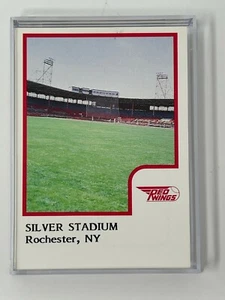 RED
WINGS
SILVER STADIUM
Rochester, NY